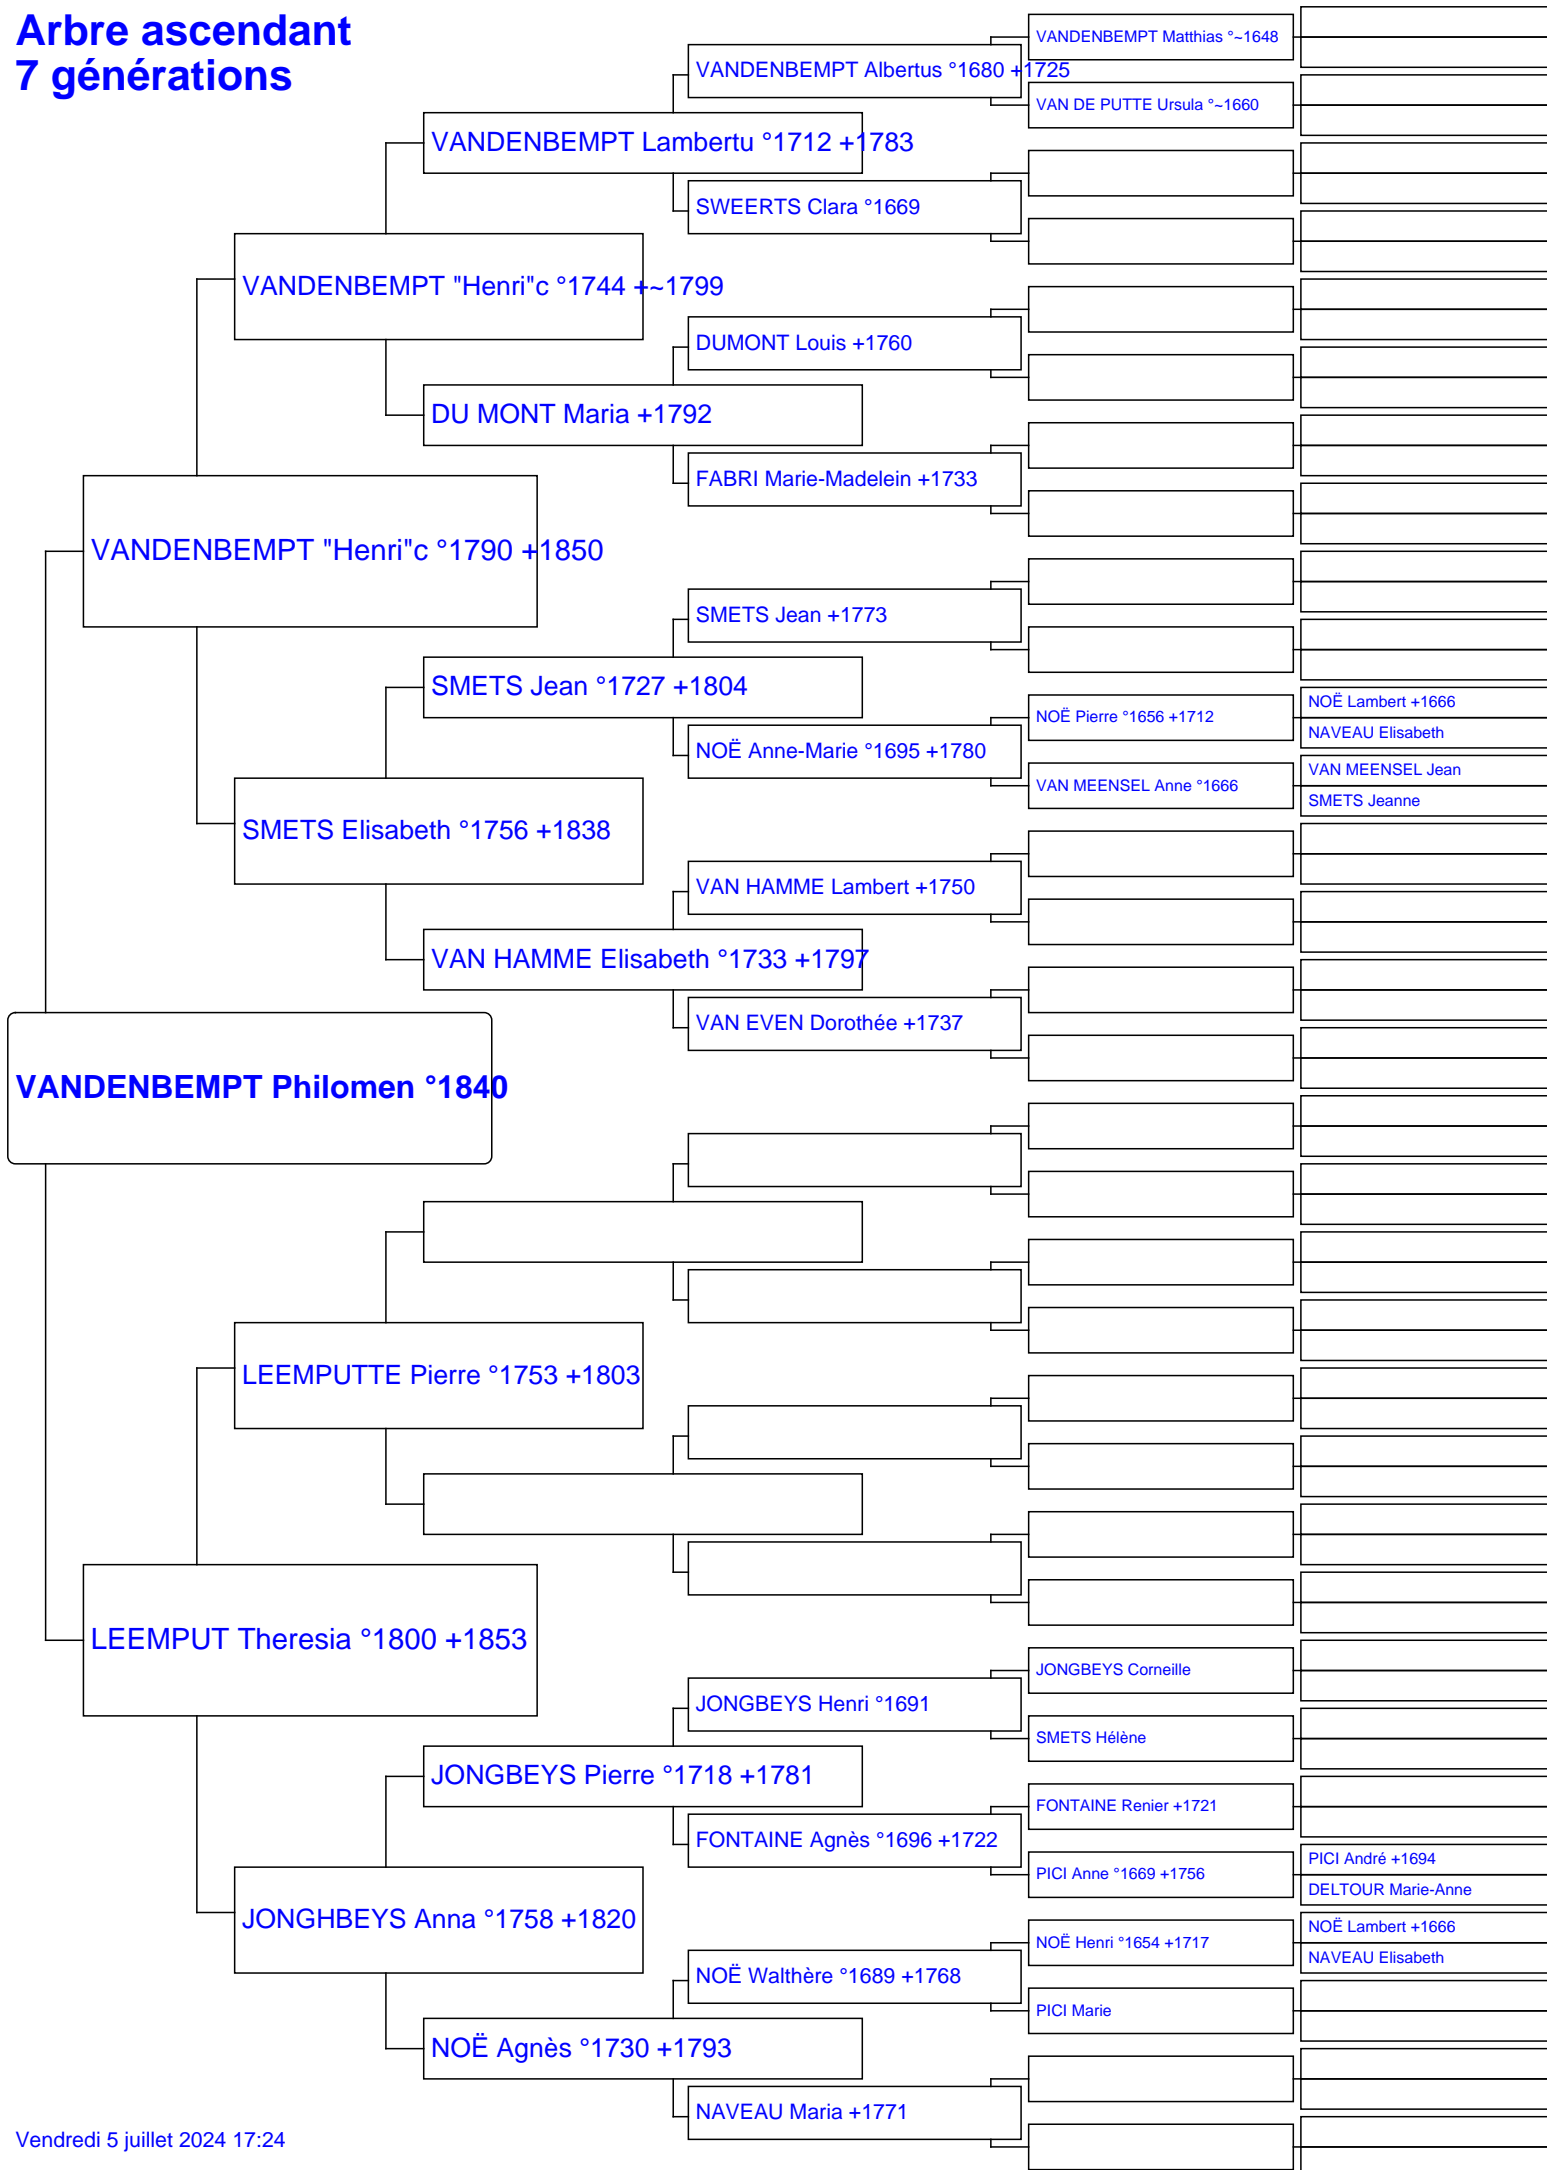 Arbre ascendant
7 générations
VANDENBEMPT Philomen °1840
VANDENBEMPT "Henri"c °1790 +1850
LEEMPUT Theresia °1800 +1853
VANDENBEMPT "Henri"c °1744 +~1799
SMETS Elisabeth °1756 +1838
LEEMPUTTE Pierre °1753 +1803
JONGHBEYS Anna °1758 +1820
VANDENBEMPT Lambertu °1712 +1783
DU MONT Maria +1792
SMETS Jean °1727 +1804
VAN HAMME Elisabeth °1733 +1797
JONGBEYS Pierre °1718 +1781
NOË Agnès °1730 +1793
VANDENBEMPT Albertus °1680 +1725
SWEERTS Clara °1669
DUMONT Louis +1760
FABRI Marie-Madelein +1733
SMETS Jean +1773
NOË Anne-Marie °1695 +1780
VAN HAMME Lambert +1750
VAN EVEN Dorothée +1737
JONGBEYS Henri °1691
FONTAINE Agnès °1696 +1722
NOË Walthère °1689 +1768
NAVEAU Maria +1771
VANDENBEMPT Matthias °~1648
VAN DE PUTTE Ursula °~1660
NOË Pierre °1656 +1712
VAN MEENSEL Anne °1666
JONGBEYS Corneille
SMETS Hélène
FONTAINE Renier +1721
PICI Anne °1669 +1756
NOË Henri °1654 +1717
PICI Marie
NOË Lambert +1666
NAVEAU Elisabeth
VAN MEENSEL Jean
SMETS Jeanne
PICI André +1694
DELTOUR Marie-Anne
NOË Lambert +1666
NAVEAU Elisabeth
Vendredi 5 juillet 2024 17:24